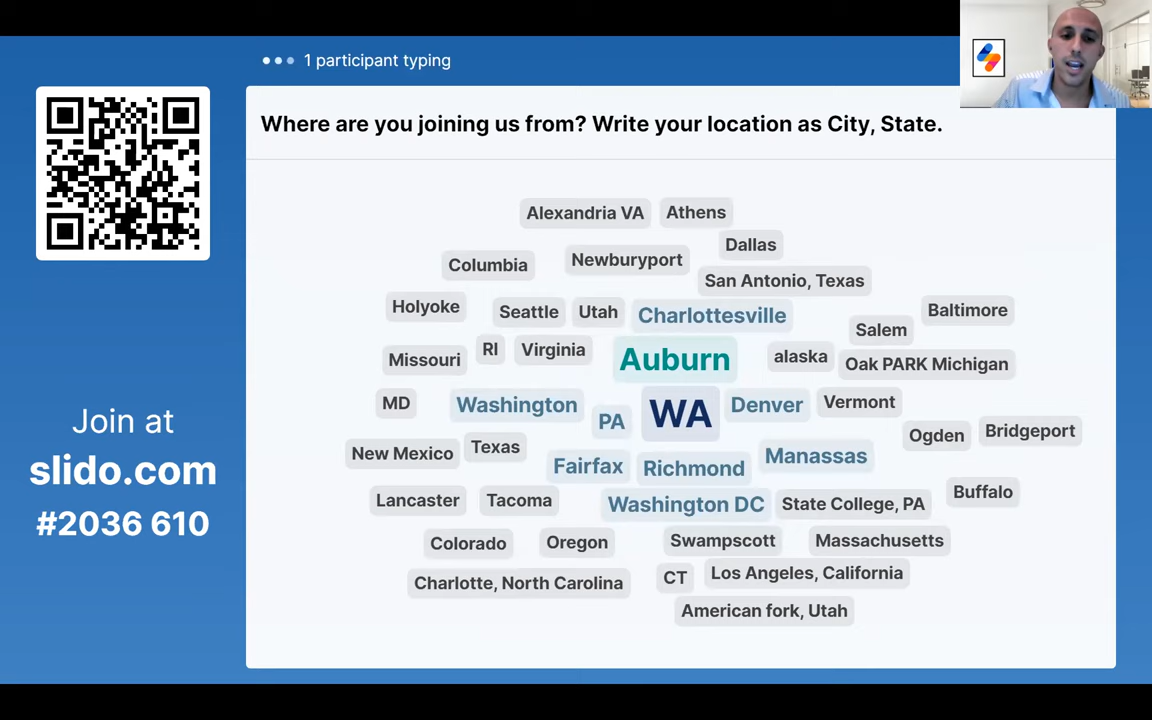 1 participant typing
Where are you joining us from? Write your location as City, State.
Alexandria VA
Athens
Dallas
Columbia
Newburyport
San Antonio, Texas
Holyoke
Seattle
Utah
Charlottesville
Baltimore
Salem
Missouri
RI
Virginia
Auburn
alaska
Oak PARK Michigan
MD
Washington
PA
WA
Denver
Vermont
Ogden
Bridgeport
New Mexico
Texas
Fairfax
Richmond
Manassas
Lancaster
Tacoma
Washington DC
State College, PA
Buffalo
Colorado
Oregon
Swampscott
Massachusetts
Charlotte, North Carolina
CT
Los Angeles, California
American fork, Utah
Join at
slido.com
#2036 610